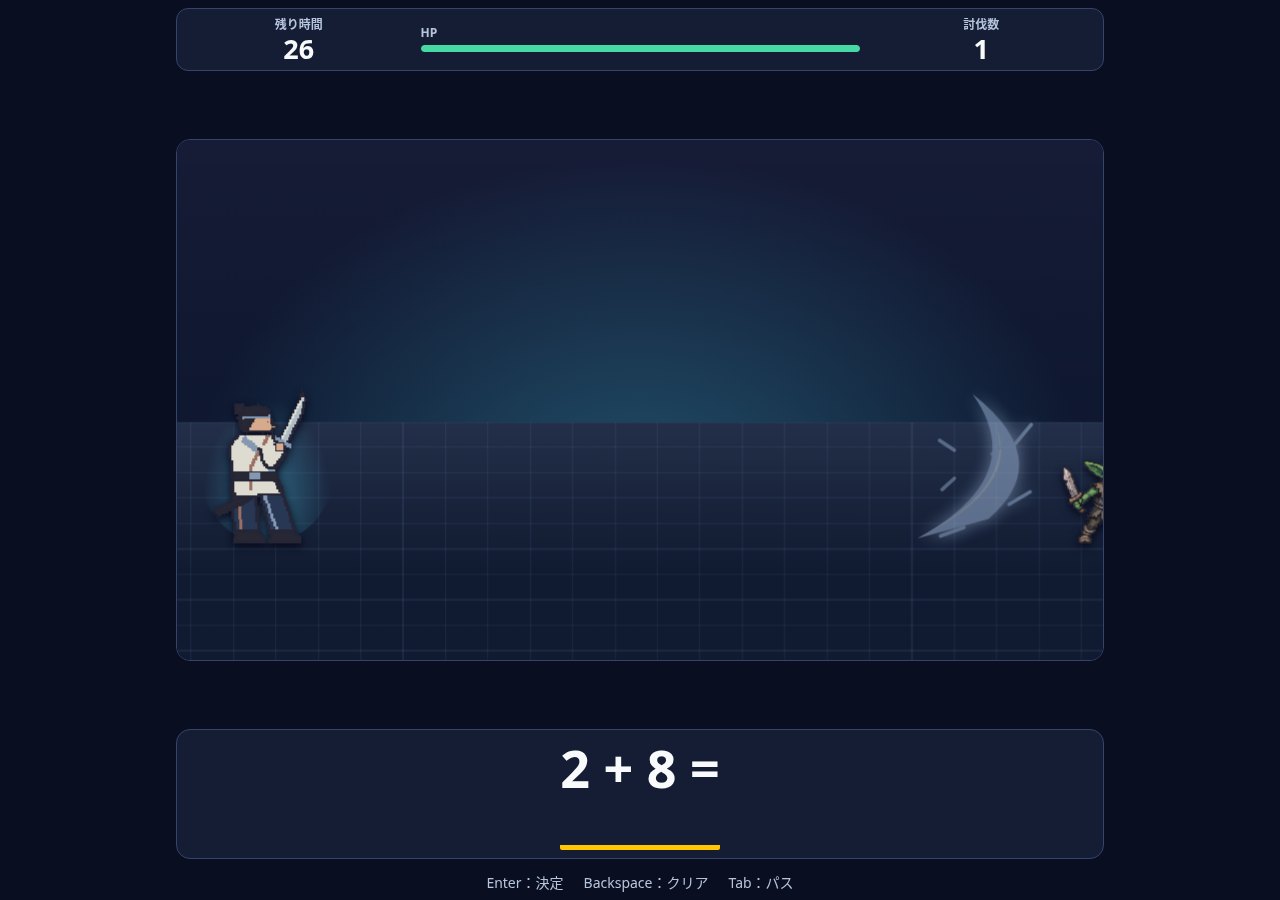 残り時間
26
HP
討伐数
1
2 + 8 =
Enter：決定 Backspace：クリア Tab：パス